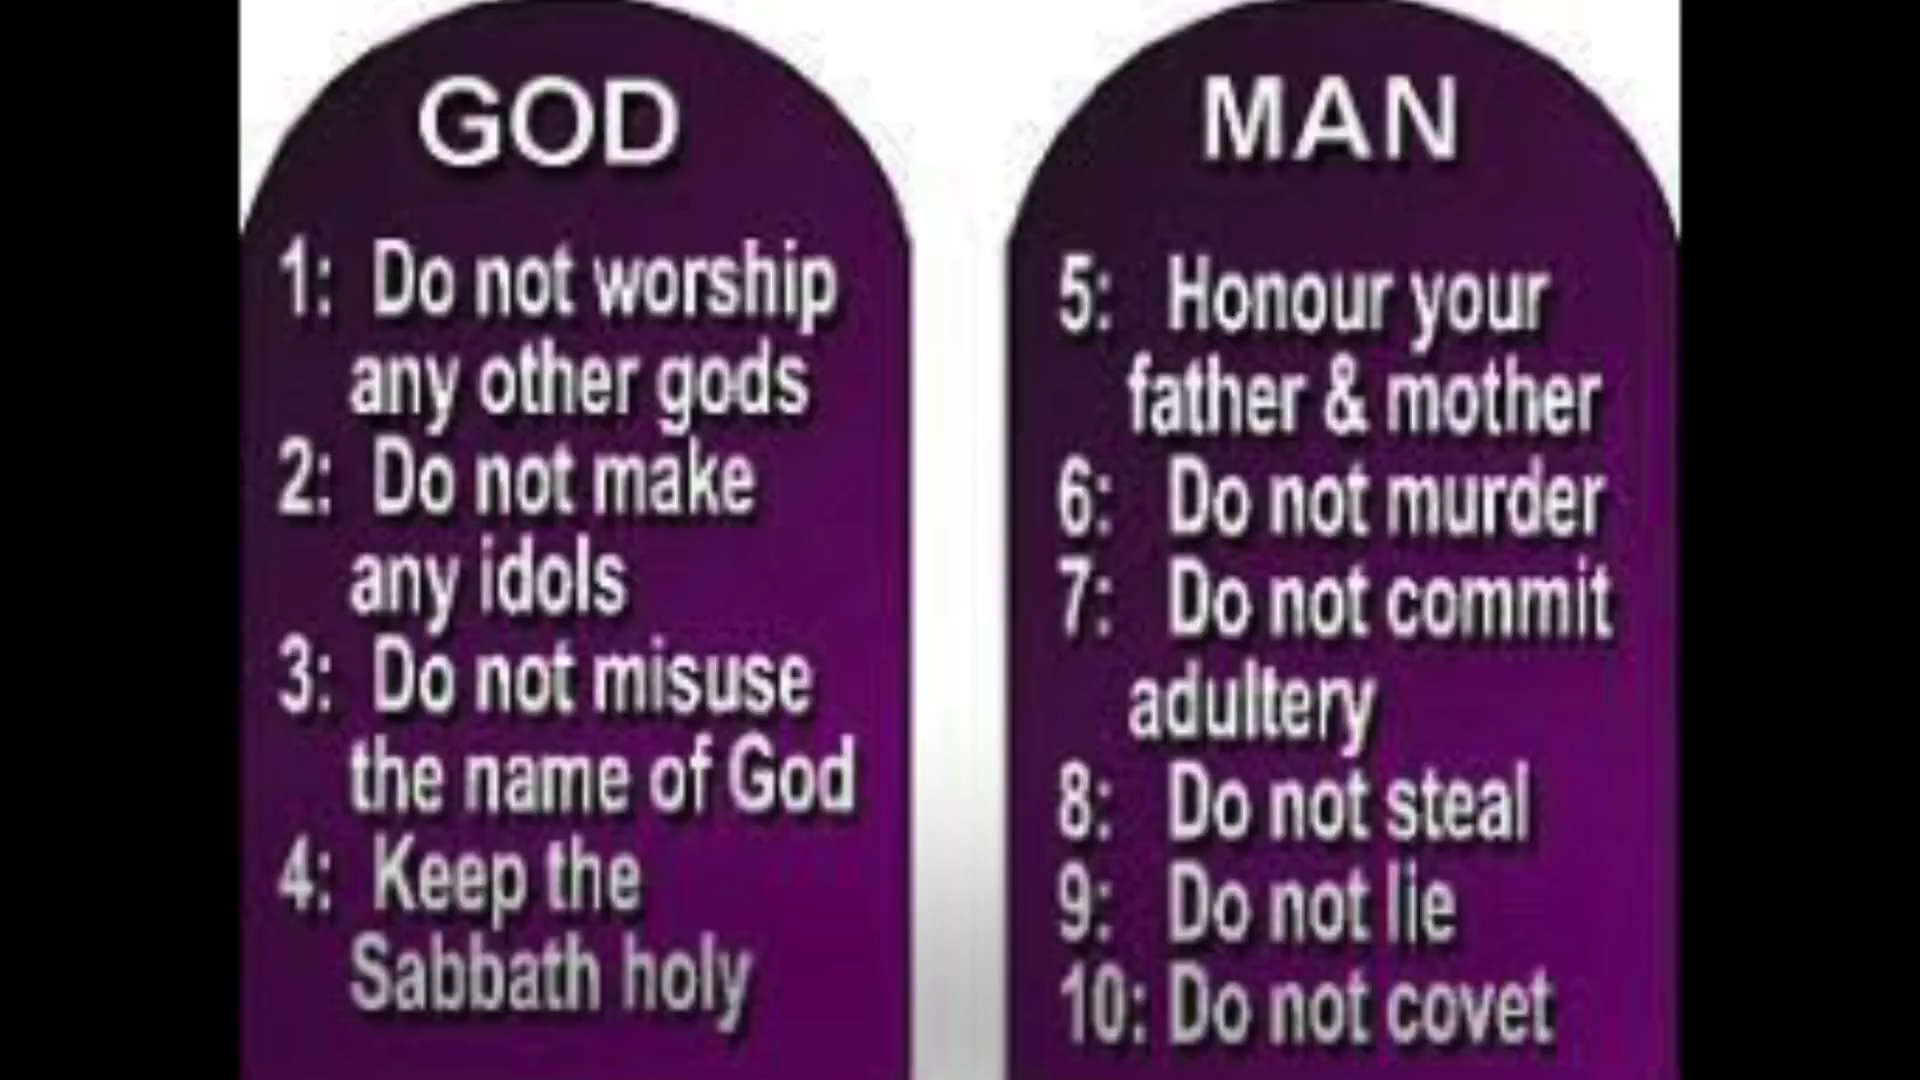 GOD
1: Do not worship
any other gods
2: Do not make
any idols
3: Do not misuse
the name of God
4: Keep the
Sabbath holy
MAN
5: Honour your
father & mother
6: Do not murder
7: Do not commit
adultery
8: Do not steal
9: Do not lie
10: Do not covet